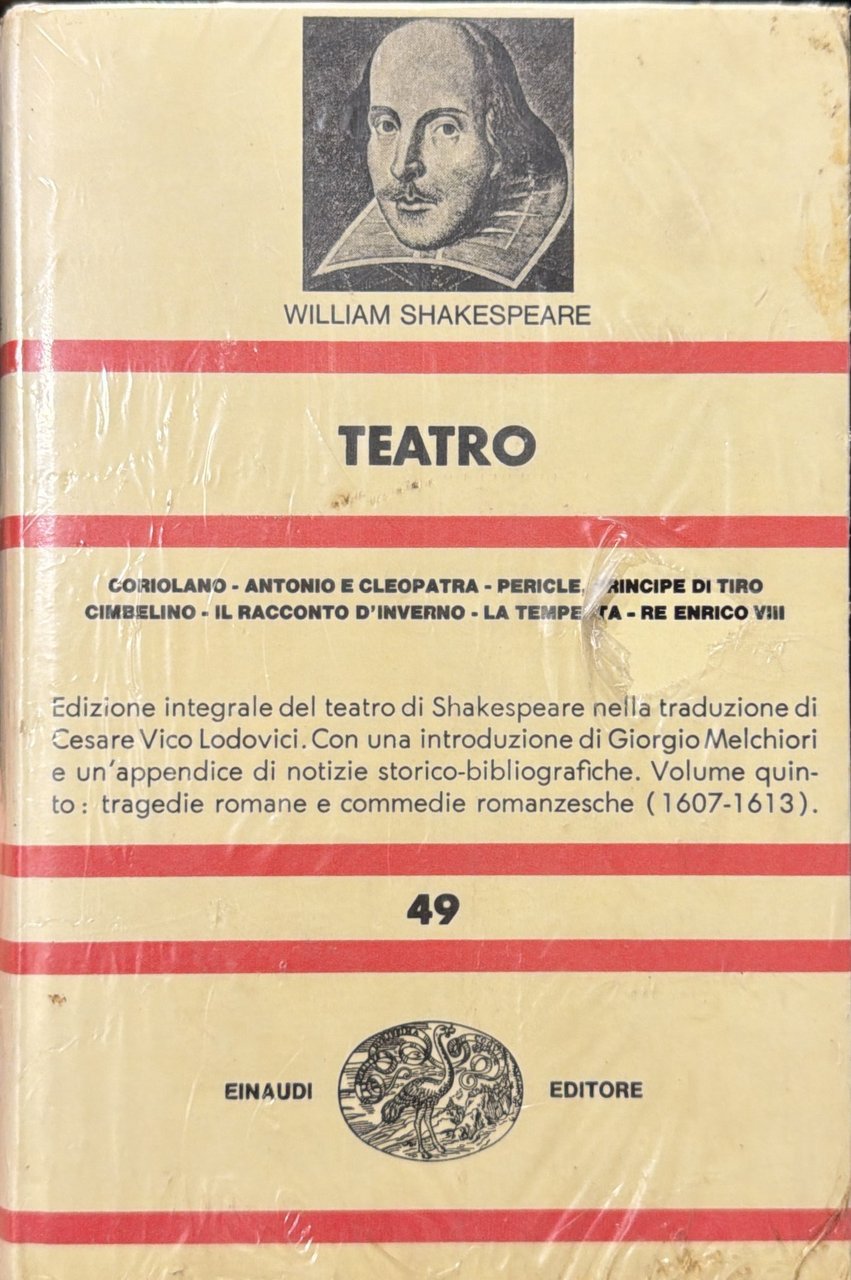 WILLIAM SHAKESPEARE
TEATRO
CORIOLANO - ANTONIO E CLEOPATRA - PERICLE, PRINCIPE DI TIRO
CIMBELINO - IL RACCONTO D'INVERNO - LA TEMPESTA - RE ENRICO VIII
Edizione integrale del teatro di Shakespeare nella traduzione di
Cesare Vico Lodovici. Con una introduzione di Giorgio Melchiori
e un'appendice di notizie storico-bibliografiche. Volume quin-
to: tragedie romane e commedie romanzesche (1607-1613).
49
EINAUDI EDITORE